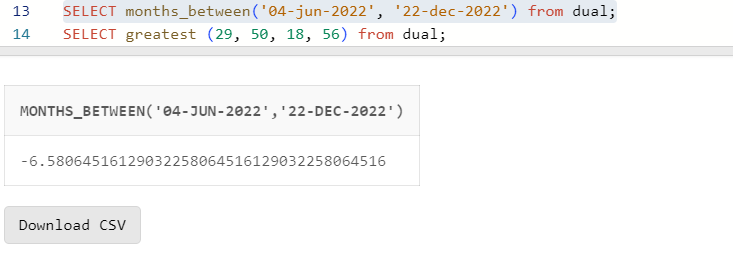 13 SELECT months_between('04-jun-2022', '22-dec-2022') from dual;
14 SELECT greatest (29, 50, 18, 56) from dual;
MONTHS_BETWEEN('04-JUN-2022','22-DEC-2022')
-6.58064516129032258064516129032258064516
Download CSV